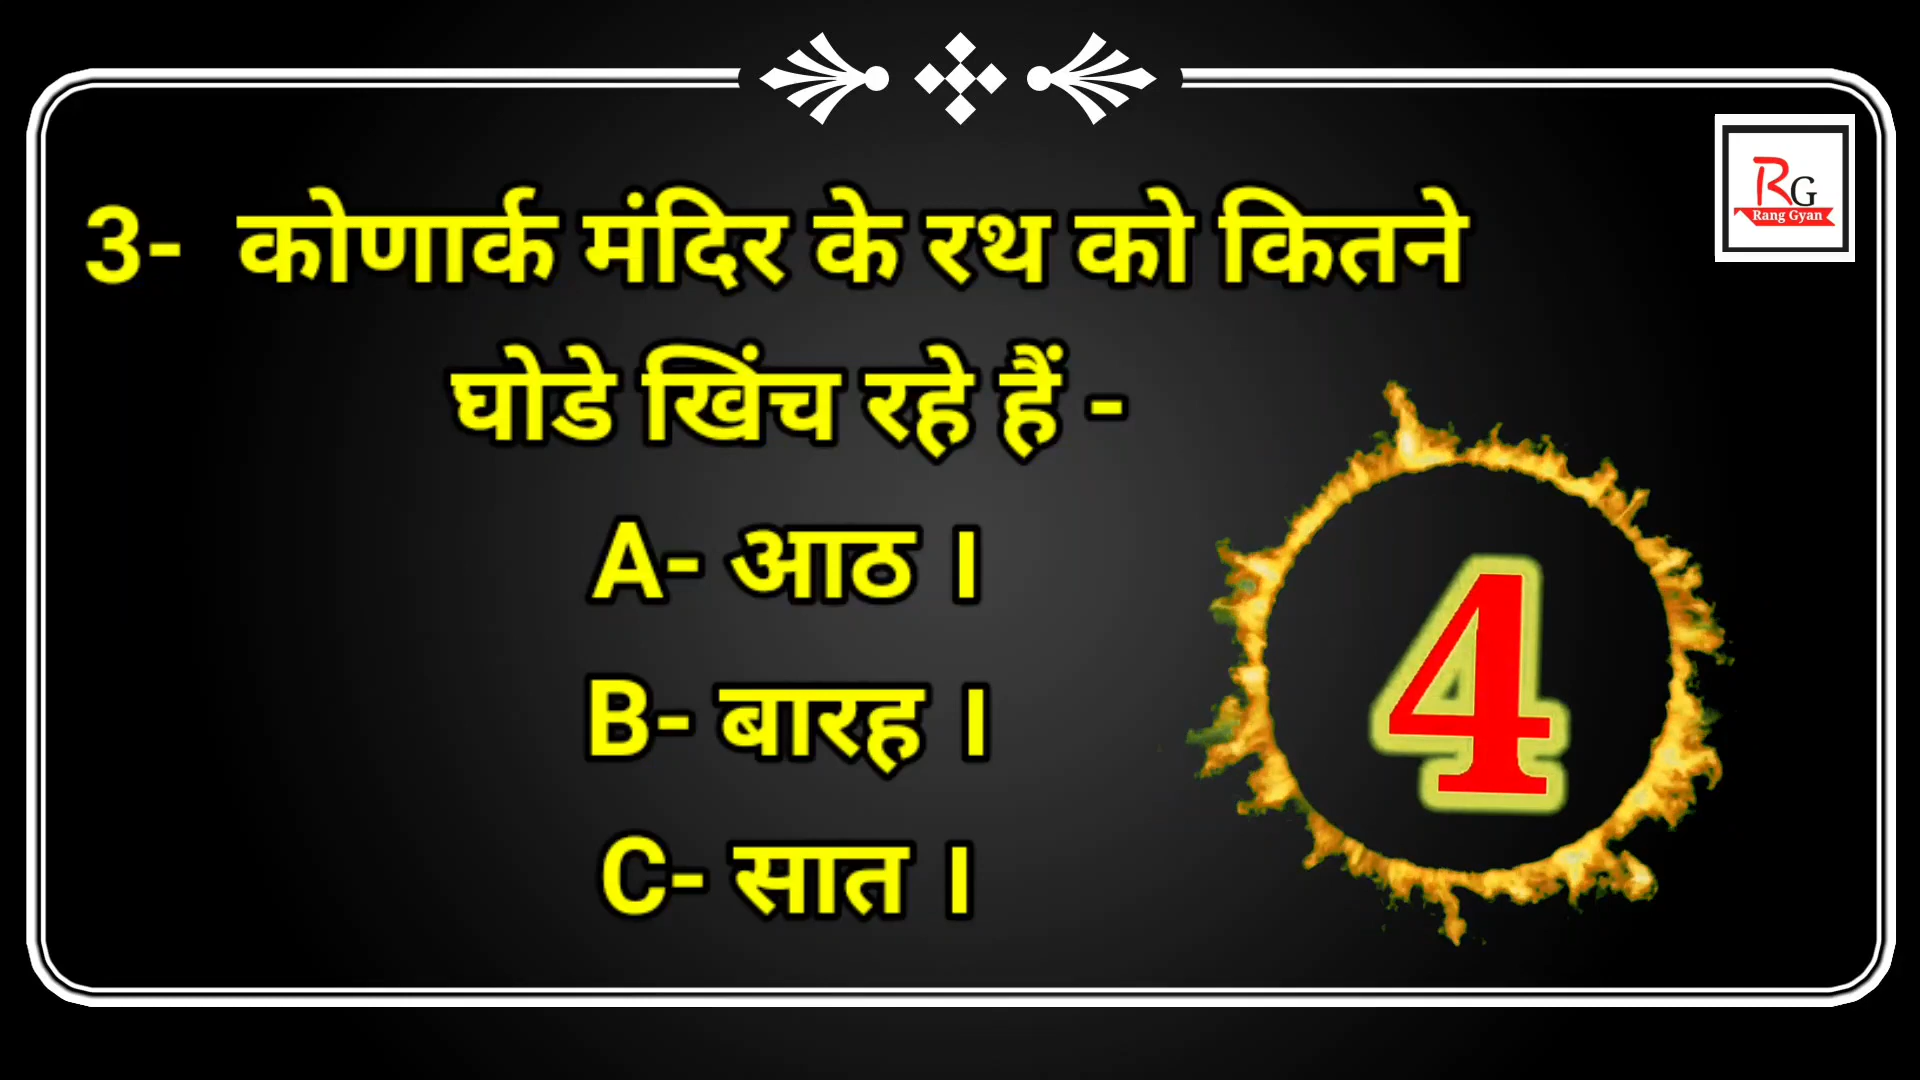 RG
Rang Gyan
3- कोणार्क मंदिर के रथ को कितने
घोडे खिंच रहे हैं -
A- आठ ।
B- बारह ।
C- सात ।
4